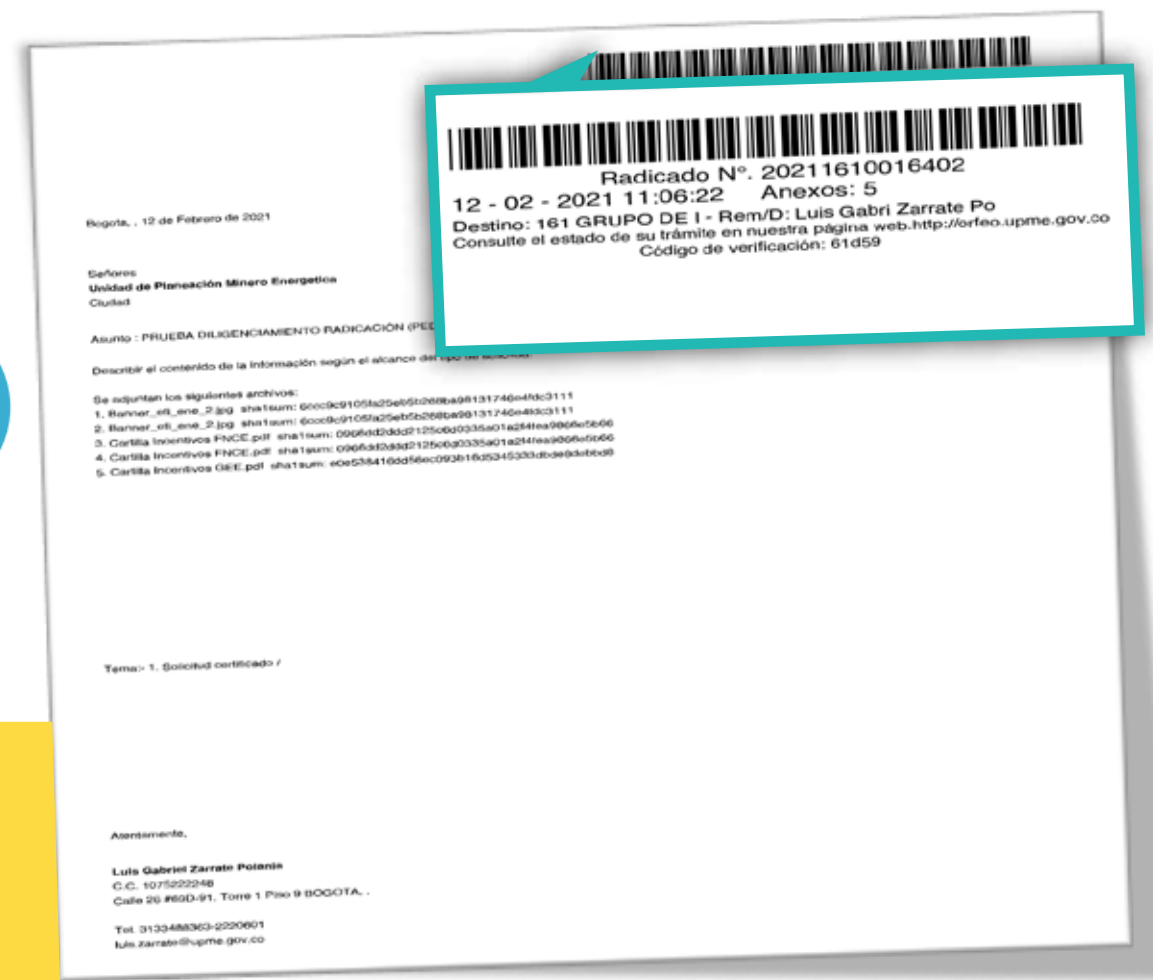 Radicado N°. 20211610016402
12 - 02 - 2021 11:06:22 Anexos: 5
Destino: 161 GRUPO DE I - Rem/D: Luis Gabri Zarrate Po
Consulte el estado de su trámite en nuestra página web.http://orfeo.upme.gov.co
Código de verificación: 61d59
Bogota, , 12 de Febrero de 2021
Señores
Unidad de Planeación Minero Energetica
Ciudad
Asunto : PRUEBA DILIGENCIAMIENTO RADICACIÓN
Describir el contenido de la información según el alcance del tipo de
Se adjuntan los siguientes archivos:
1. Banner_efi_ene_2.jpg sha1sum:
2. Banner_efi_ene_2.jpg sha1sum:
3. Cartilla Incentivos FNCE.pdf sha1sum:
4. Cartilla Incentivos FNCE.pdf sha1sum:
5. Cartilla Incentivos GEE.pdf sha1sum:
Tema:- 1. Solicitud certificado /
Atentamente,
Luis Gabriel Zarrate Polania
C.C. 1075222248
Calle 26 #69D-91, Torre 1 Piso 9 BOGOTA, .
Tel. 3133488363-2220601
luis.zarrate@upme.gov.co